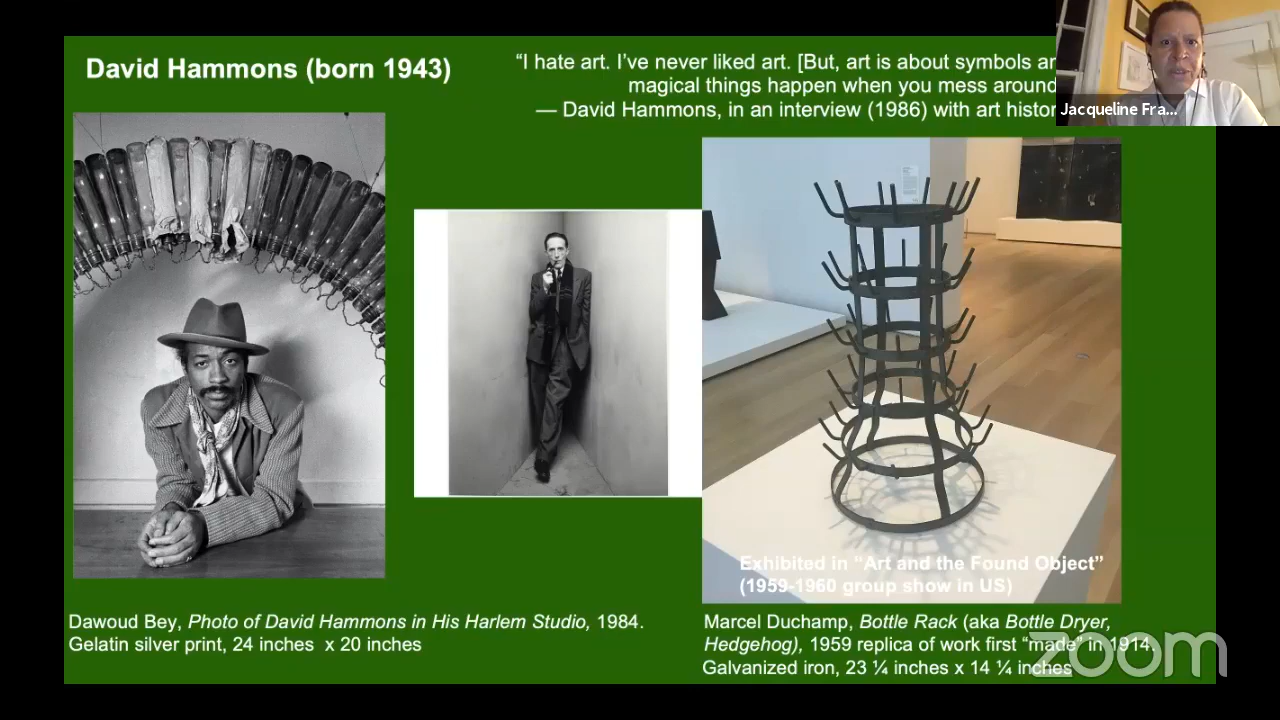 David Hammons (born 1943)
“I hate art. I’ve never liked art. [But, art is about symbols
magical things happen when you mess around
— David Hammons, in an interview (1986) with art
Jacqueline Fra...
Exhibited in “Art and the Found Object”
(1959-1960 group show in US)
Dawoud Bey, Photo of David Hammons in His Harlem Studio, 1984.
Gelatin silver print, 24 inches x 20 inches
Marcel Duchamp, Bottle Rack (aka Bottle Dryer,
Hedgehog), 1959 replica of work first “made” in 1914.
Galvanized iron, 23 ¼ inches x 14 ¼ inches
zoom